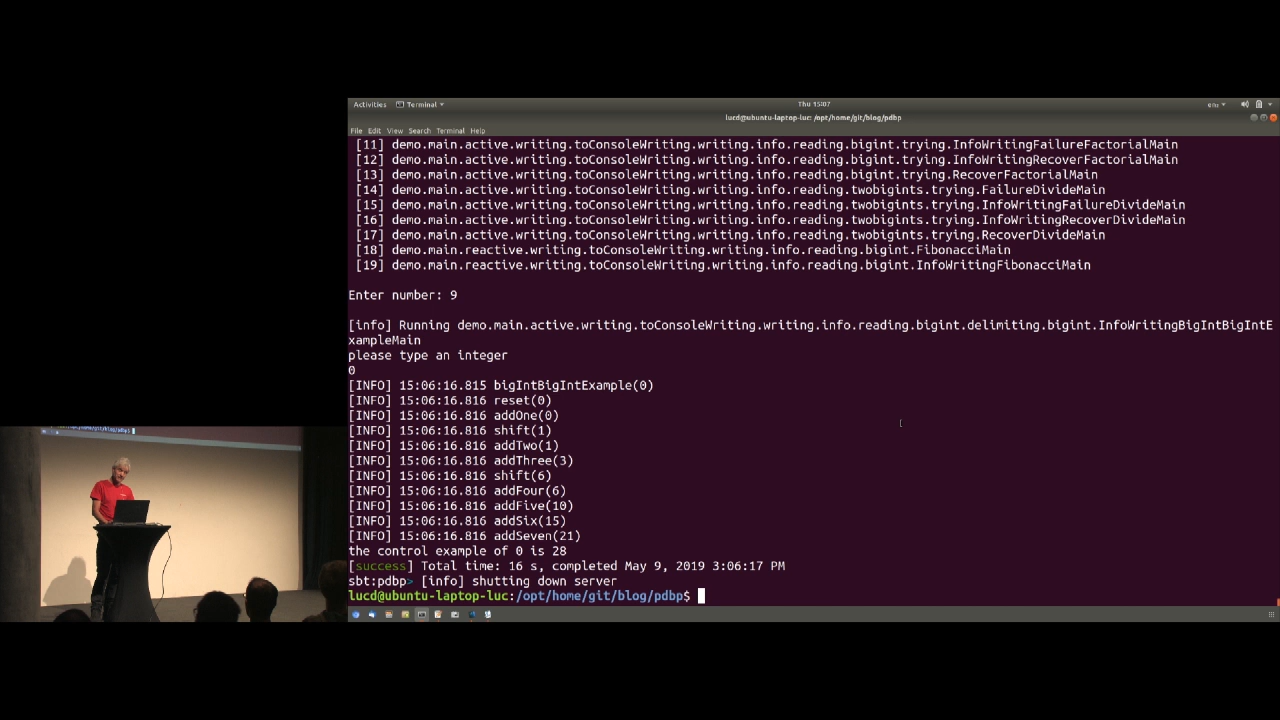 Activities Terminal Thu 15:07 en
lucd@ubuntu-laptop-luc: /opt/home/git/blog/pdbp
File Edit View Search Terminal Help
[11] demo.main.active.writing.toConsoleWriting.writing.info.reading.bigint.trying.InfoWritingFailureFactorialMain
[12] demo.main.active.writing.toConsoleWriting.writing.info.reading.bigint.trying.InfoWritingRecoverFactorialMain
[13] demo.main.active.writing.toConsoleWriting.writing.info.reading.bigint.trying.RecoverFactorialMain
[14] demo.main.active.writing.toConsoleWriting.writing.info.reading.twobigints.trying.FailureDivideMain
[15] demo.main.active.writing.toConsoleWriting.writing.info.reading.twobigints.trying.InfoWritingFailureDivideMain
[16] demo.main.active.writing.toConsoleWriting.writing.info.reading.twobigints.trying.InfoWritingRecoverDivideMain
[17] demo.main.active.writing.toConsoleWriting.writing.info.reading.twobigints.trying.RecoverDivideMain
[18] demo.main.reactive.writing.toConsoleWriting.writing.info.reading.bigint.FibonacciMain
[19] demo.main.reactive.writing.toConsoleWriting.writing.info.reading.bigint.InfoWritingFibonacciMain
Enter number: 9
[info] Running demo.main.active.writing.toConsoleWriting.writing.info.reading.bigint.delimiting.bigint.InfoWritingBigIntBigIntE
xampleMain
please type an integer
0
[INFO] 15:06:16.815 bigIntBigIntExample(0)
[INFO] 15:06:16.816 reset(0)
[INFO] 15:06:16.816 addOne(0)
[INFO] 15:06:16.816 shift(1)
[INFO] 15:06:16.816 addTwo(1)
[INFO] 15:06:16.816 addThree(3)
[INFO] 15:06:16.816 shift(6)
[INFO] 15:06:16.816 addFour(6)
[INFO] 15:06:16.816 addFive(10)
[INFO] 15:06:16.816 addSix(15)
[INFO] 15:06:16.816 addSeven(21)
the control example of 0 is 28
[success] Total time: 16 s, completed May 9, 2019 3:06:17 PM
sbt:pdbp> [info] shutting down server
lucd@ubuntu-laptop-luc:/opt/home/git/blog/pdbp$